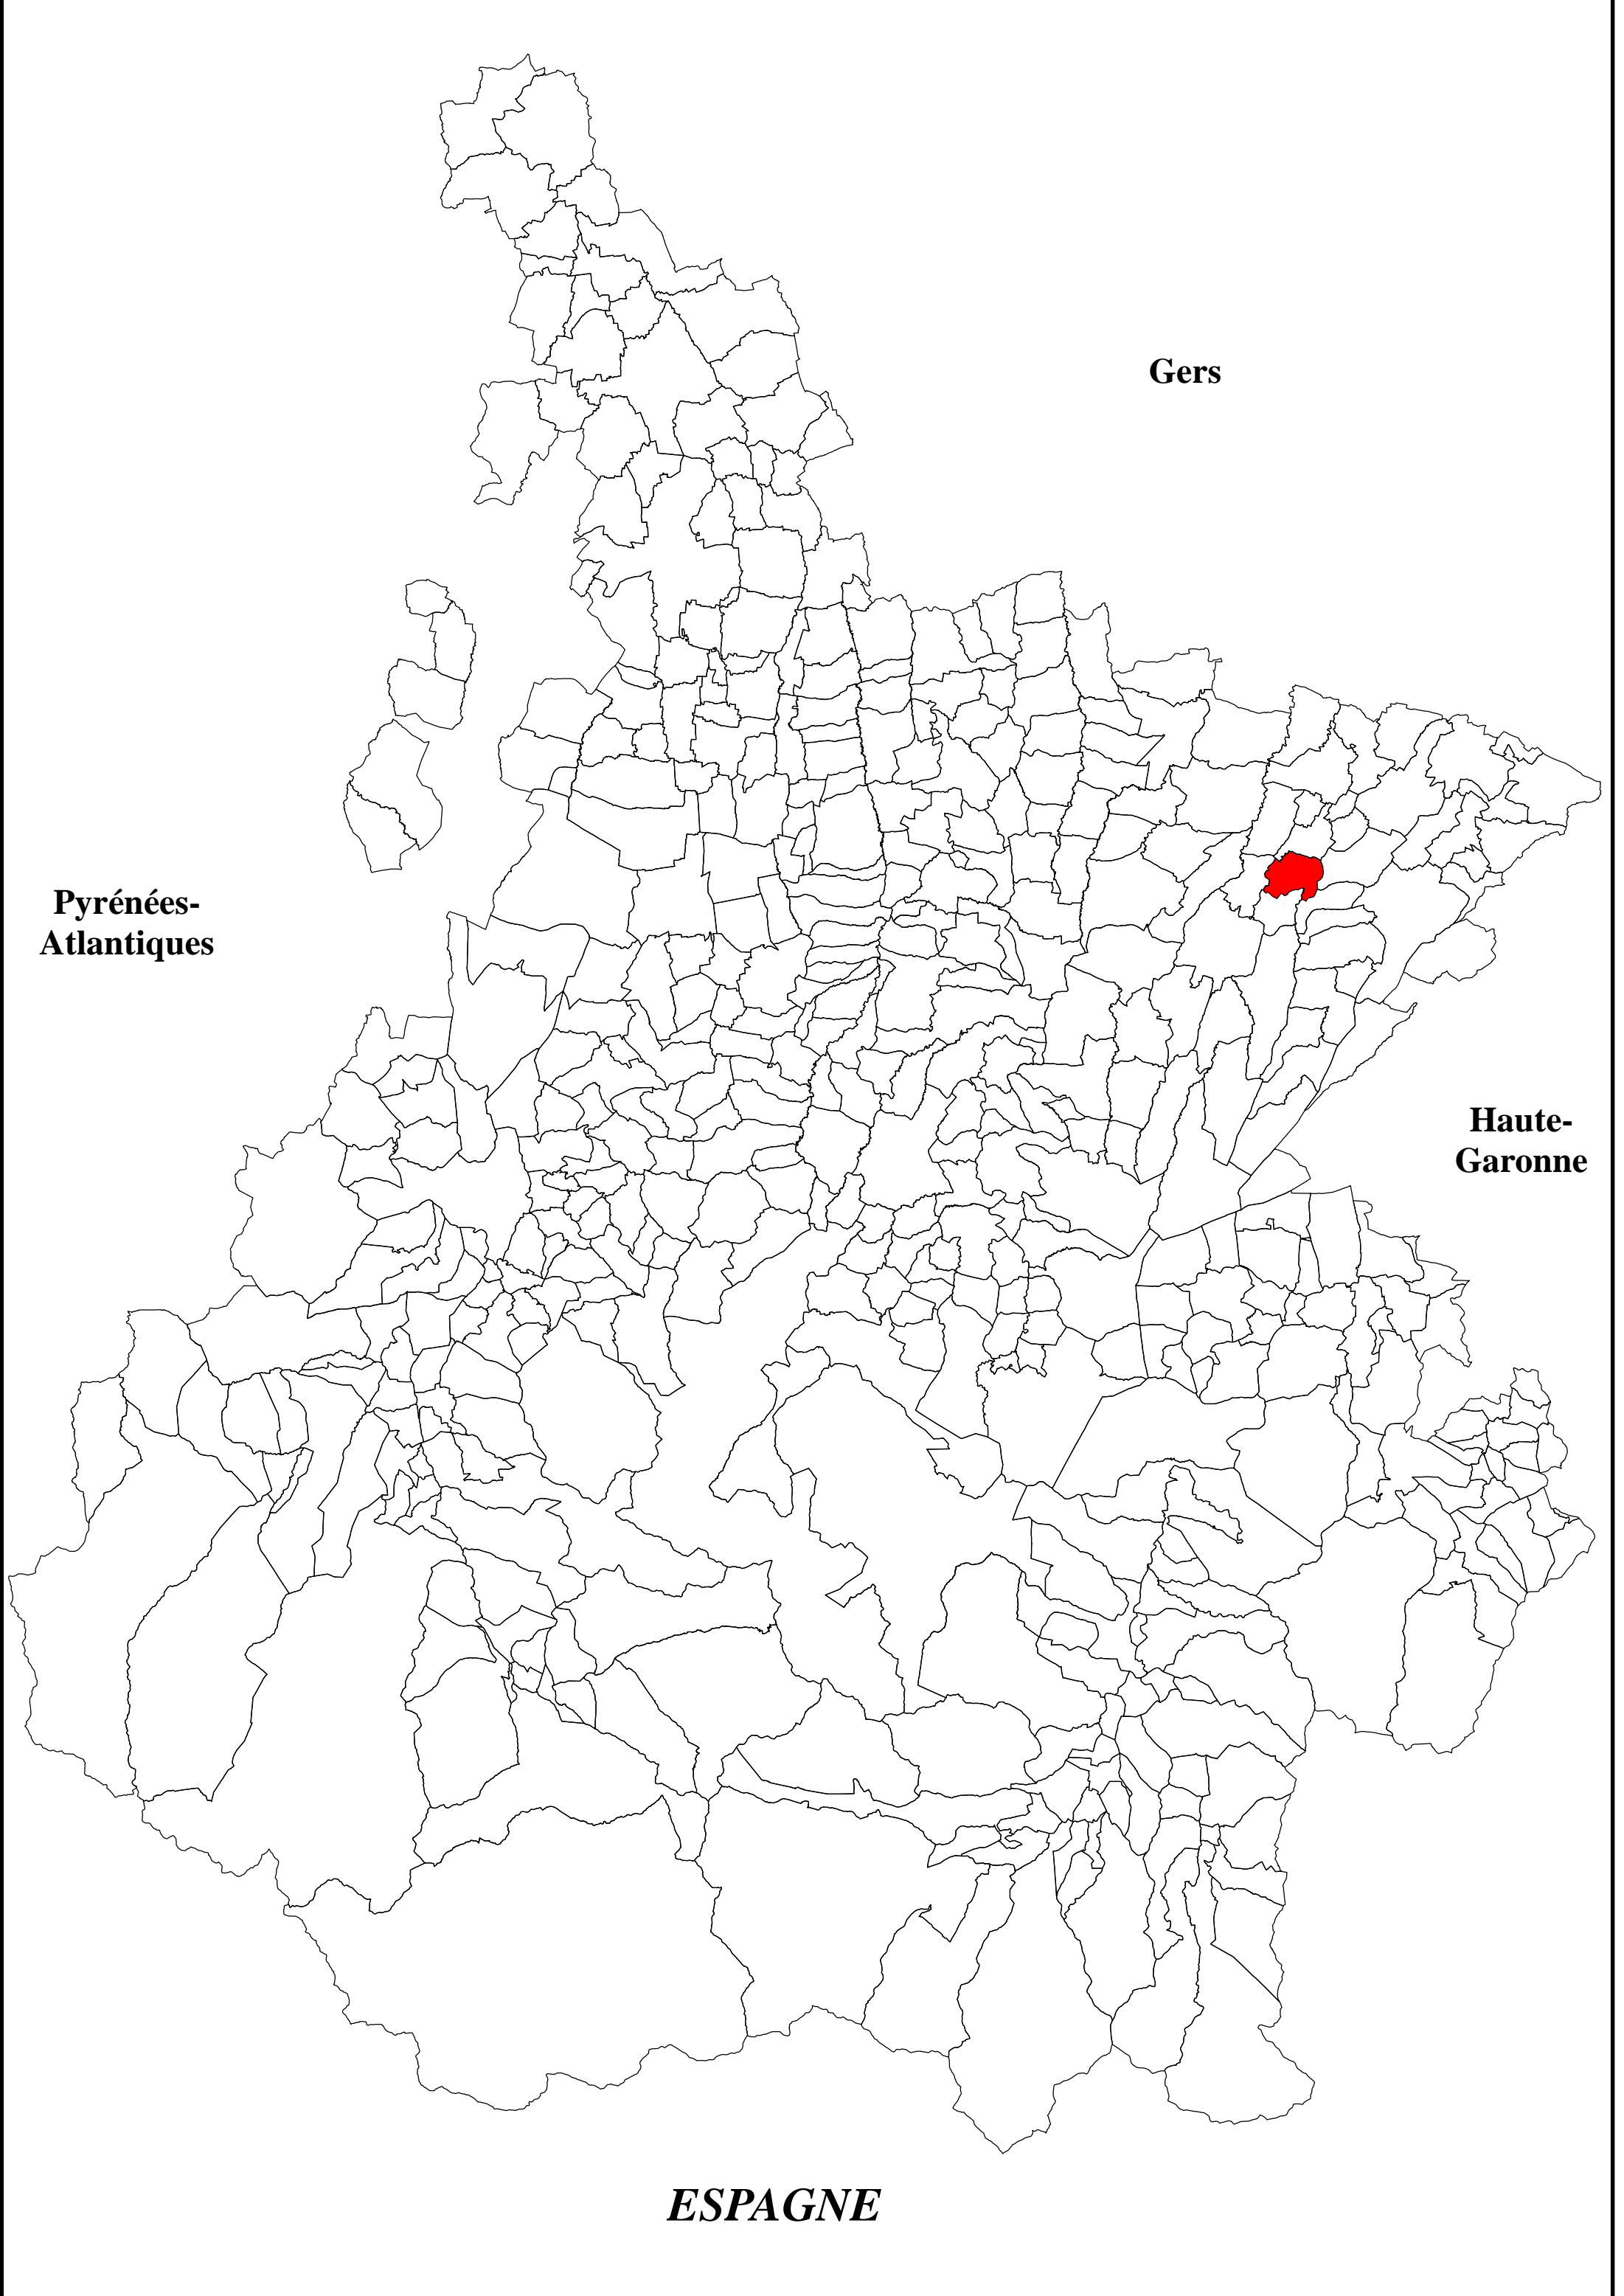 Gers
Pyrénées-
Atlantiques
Haute-
Garonne
ESPAGNE